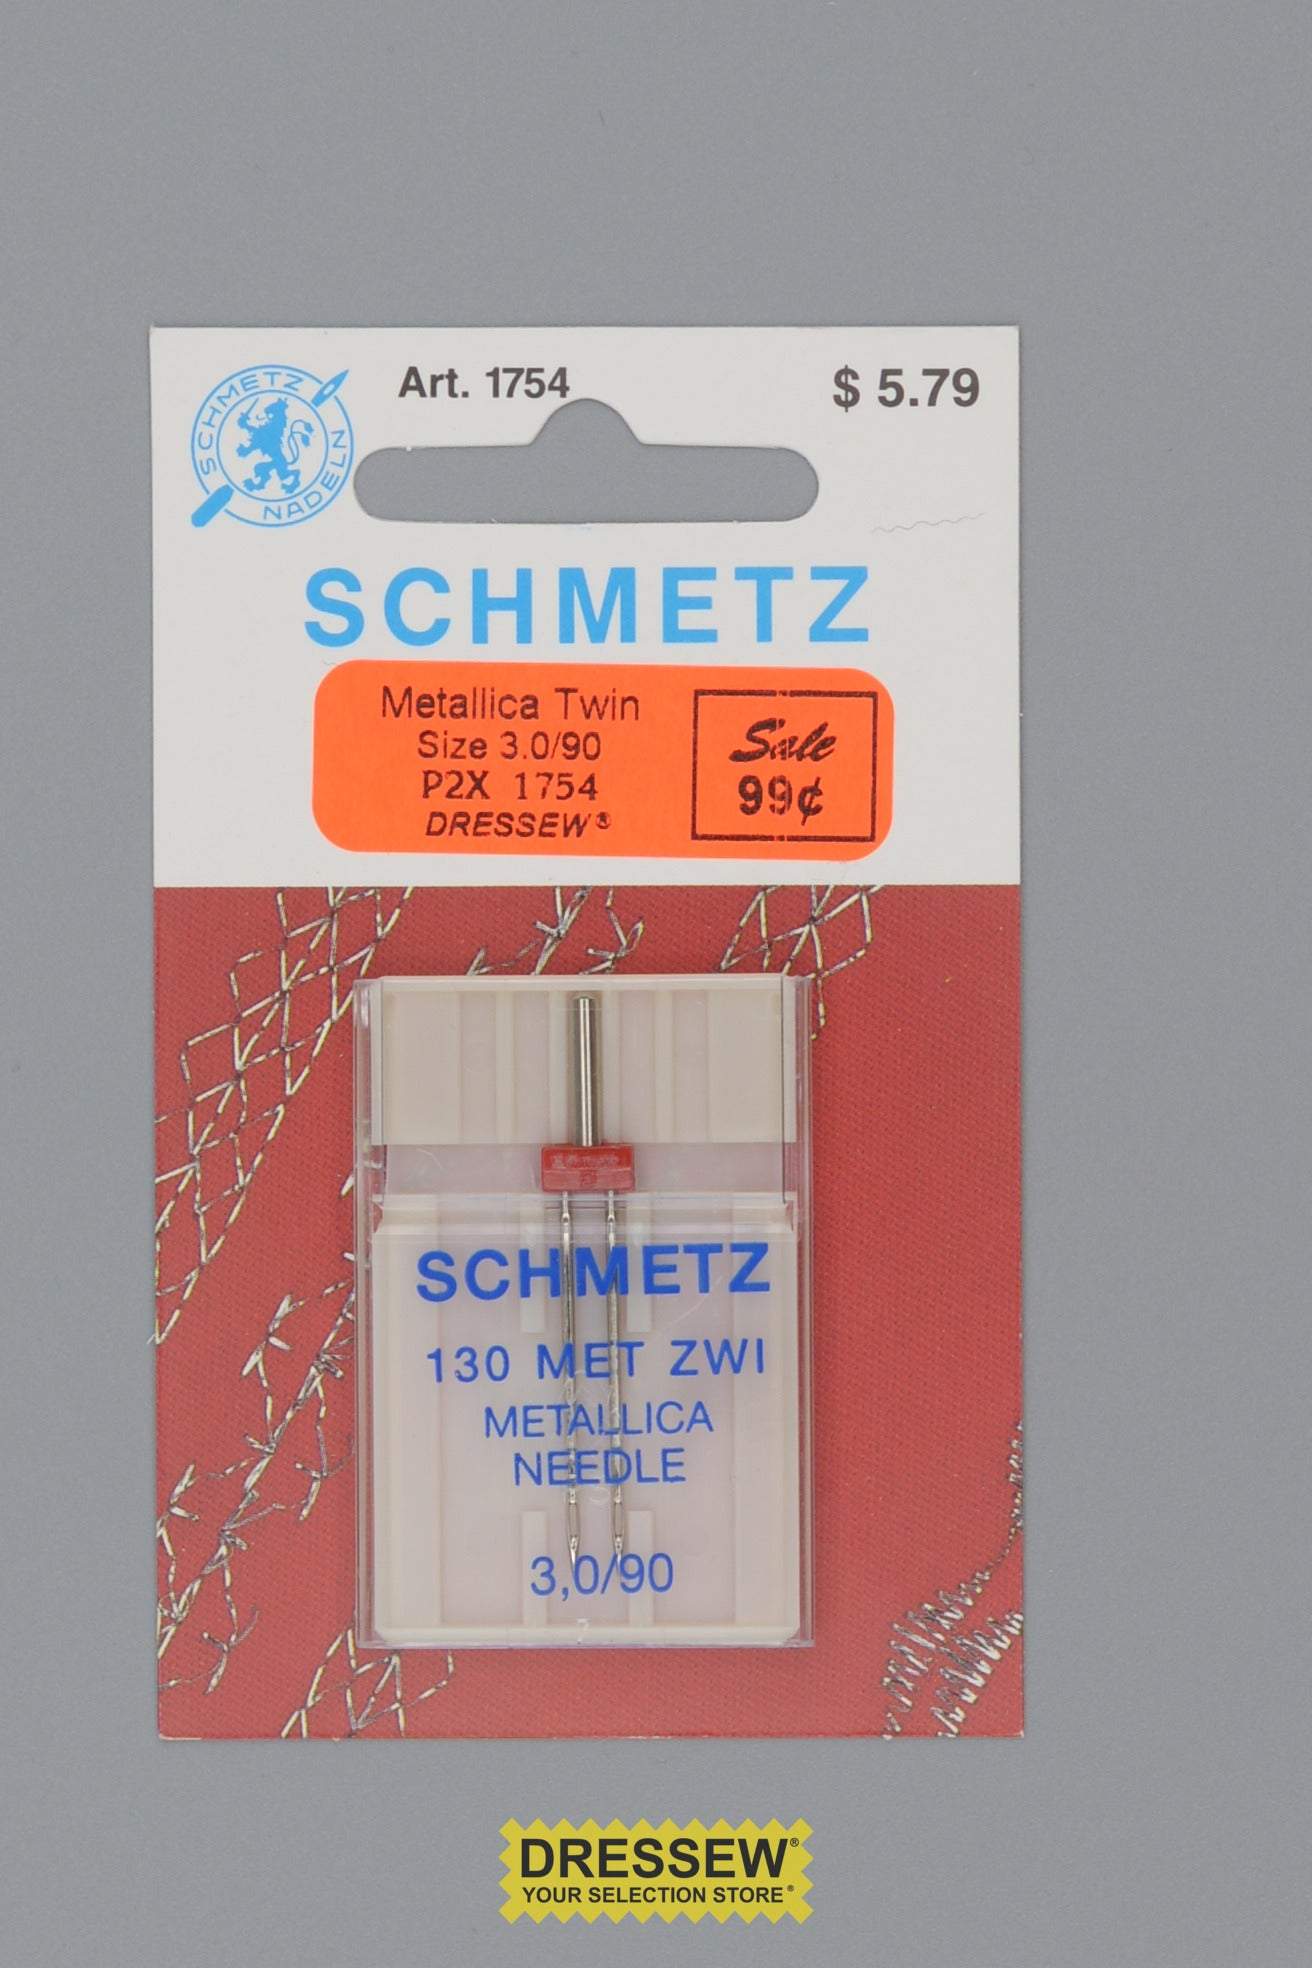 Art. 1754
$ 5.79
SCHMETZ
NADELN
SCHMETZ
Metallica Twin
Size 3.0/90
P2X 1754
DRESSEW®
Sale
99¢
SCHMETZ
130 MET ZWI
METALLICA
NEEDLE
3,0/90
DRESSEW®
YOUR SELECTION STORE®